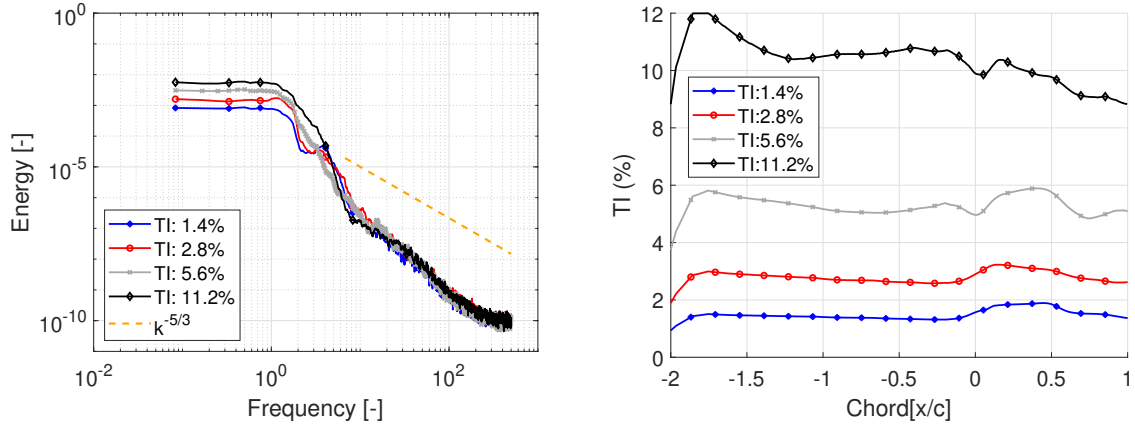 10^0
10^-5
10^-10
10^-2
10^0
10^2
Energy [-]
Frequency [-]
TI: 1.4%
TI: 2.8%
TI: 5.6%
TI: 11.2%
k^-5/3
12
10
8
6
4
2
0
-2
-1.5
-1
-0.5
0
0.5
1
TI (%)
Chord[x/c]
TI:1.4%
TI:2.8%
TI:5.6%
TI:11.2%